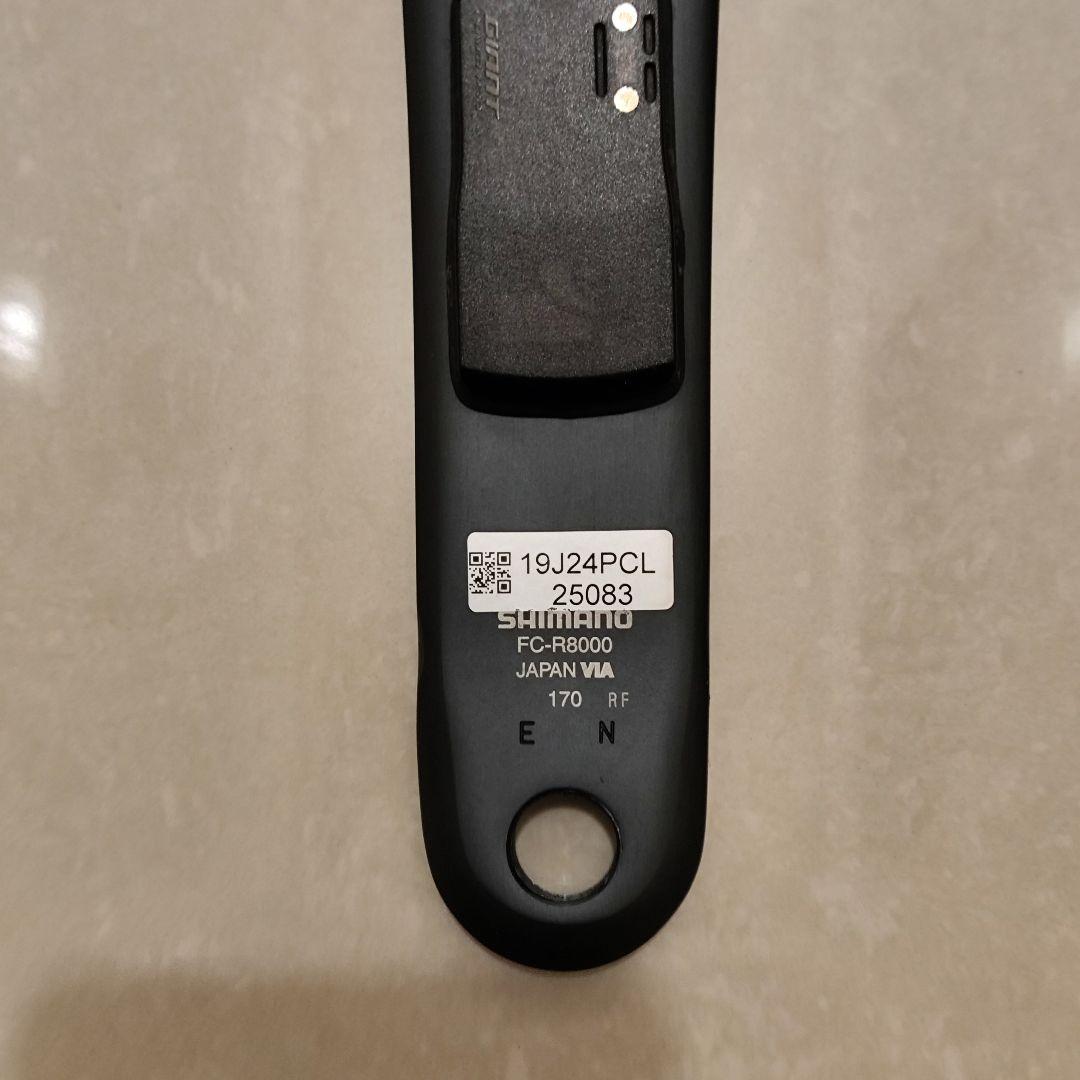 GIANT
19J24PCL
25083
SHIMANO
FC-R8000
JAPAN VIA
170 RF
E N